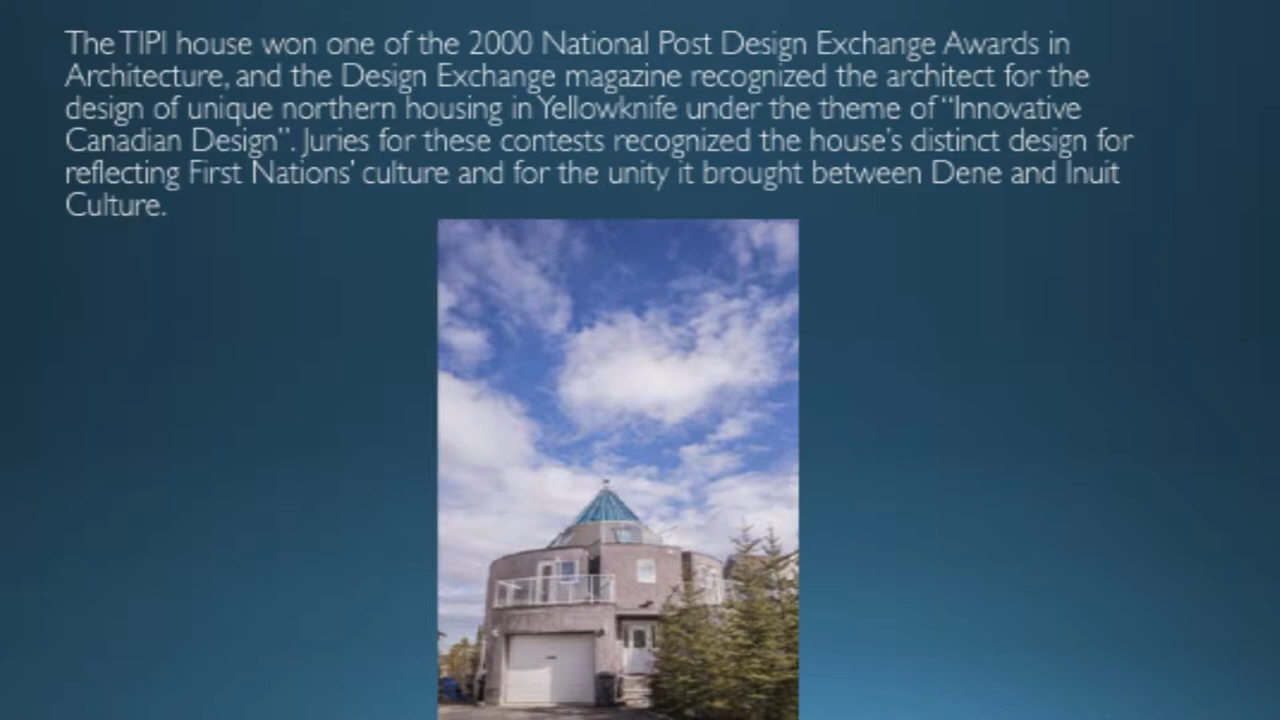 The TIPI house won one of the 2000 National Post Design Exchange Awards in
Architecture, and the Design Exchange magazine recognized the architect for the
design of unique northern housing in Yellowknife under the theme of “Innovative
Canadian Design”. Juries for these contests recognized the house’s distinct design for
reflecting First Nations’ culture and for the unity it brought between Dene and Inuit
Culture.